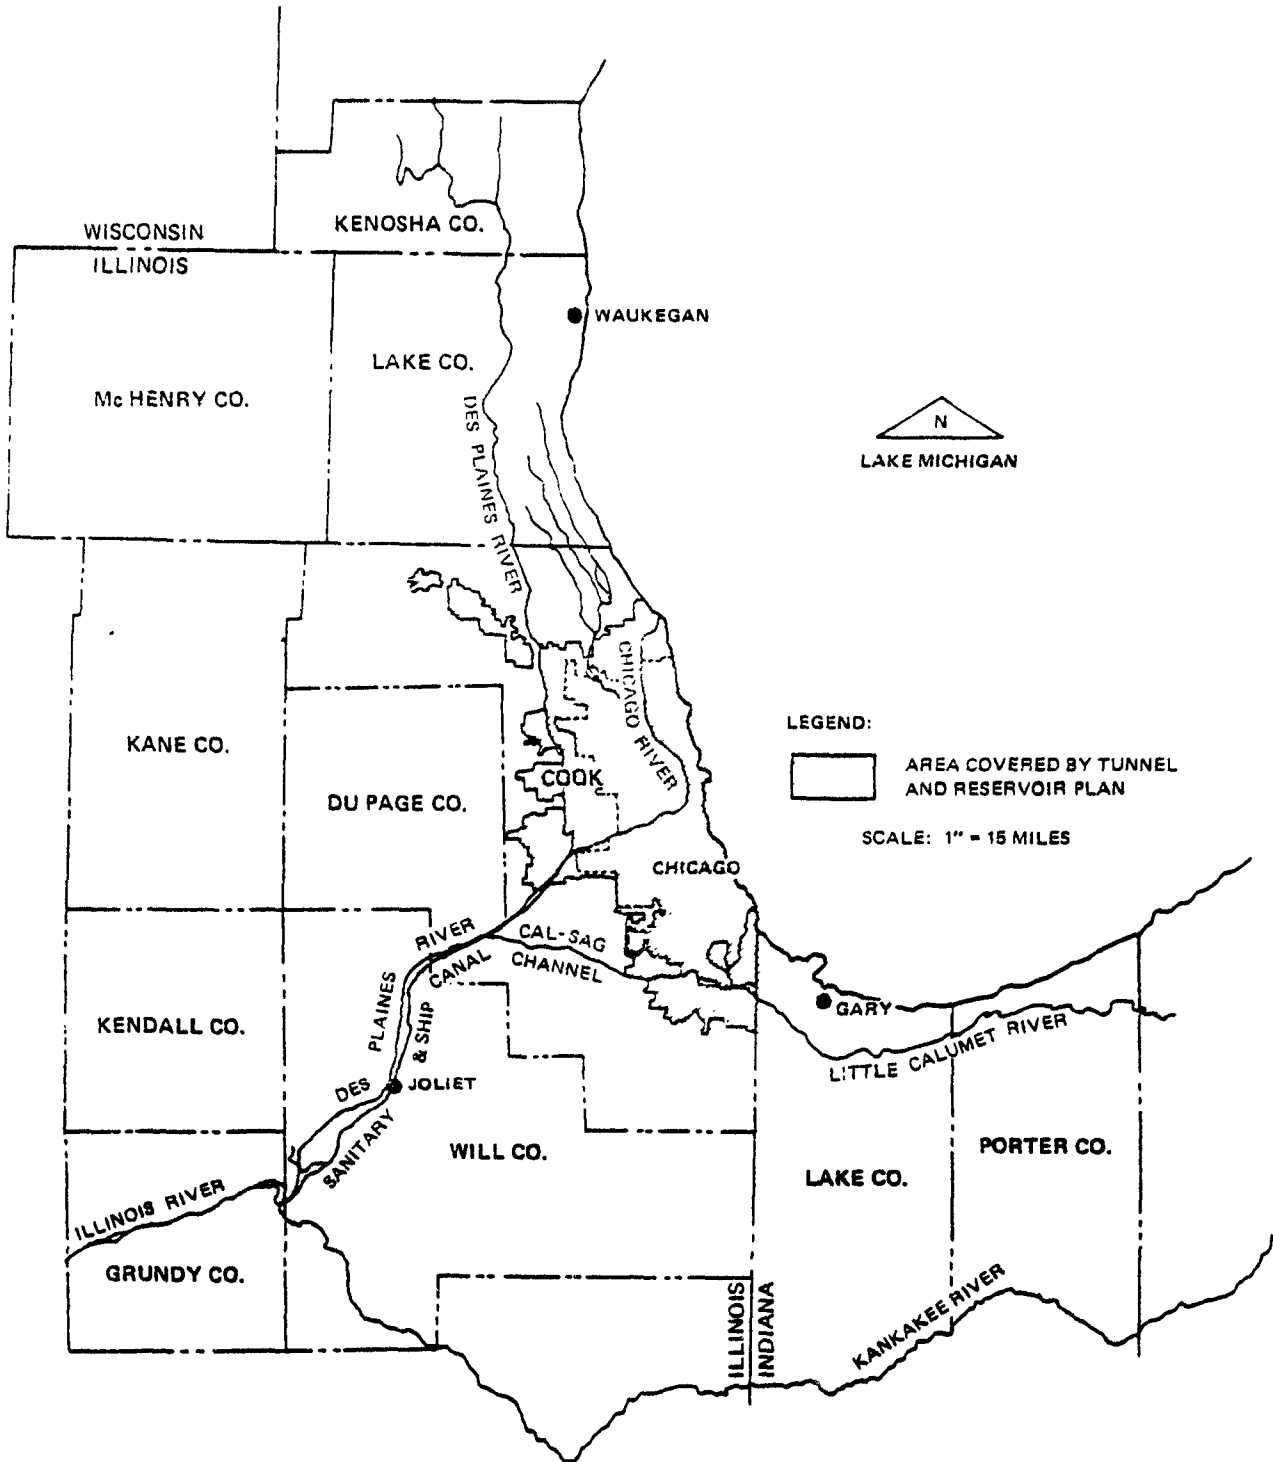 WISCONSIN
ILLINOIS
KENOSHA CO.
WAUKEGAN
LAKE CO.
Mc HENRY CO.
DES PLAINES RIVER
N
LAKE MICHIGAN
CHICAGO RIVER
KANE CO.
DU PAGE CO.
COOK
LEGEND:
AREA COVERED BY TUNNEL
AND RESERVOIR PLAN
SCALE: 1" = 15 MILES
CHICAGO
RIVER
CANAL
CAL-SAG
CHANNEL
PLAINES
& SHIP
KENDALL CO.
GARY
LITTLE CALUMET RIVER
DES
JOLIET
SANITARY
WILL CO.
LAKE CO.
PORTER CO.
ILLINOIS RIVER
GRUNDY CO.
ILLINOIS
INDIANA
KANKAKEE RIVER